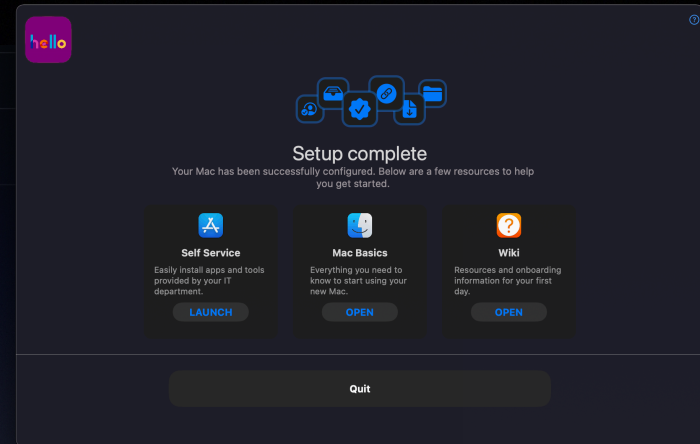 hello
Setup complete
Your Mac has been successfully configured. Below are a few resources to help
you get started.
Self Service
Easily install apps and tools
provided by your IT
department.
LAUNCH
Mac Basics
Everything you need to
know to start using your
new Mac.
OPEN
Wiki
Resources and onboarding
information for your first
day.
OPEN
Quit